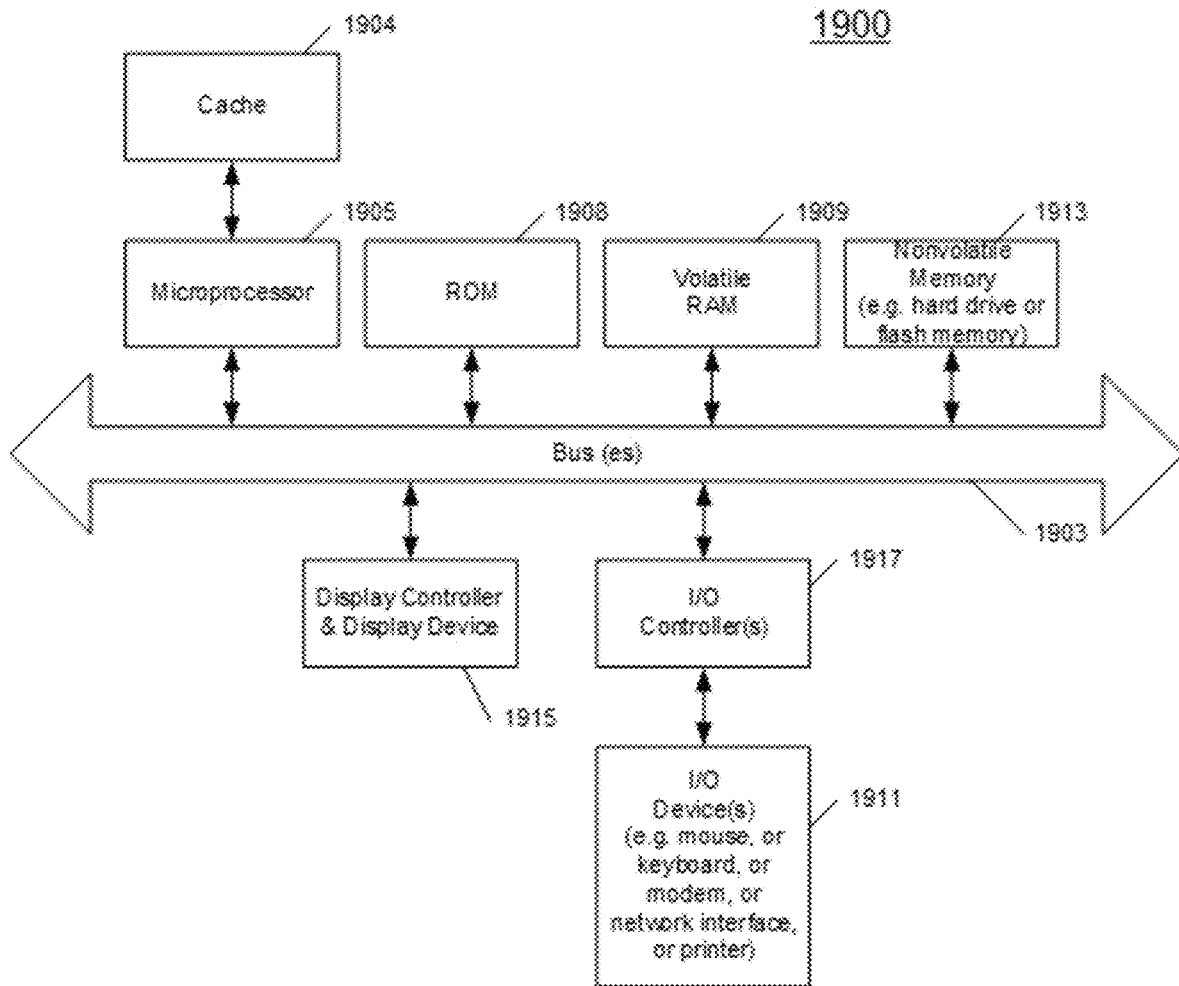 1900
1904
Cache
1905
1908
1909
1913
Microprocessor
ROM
Volatile
RAM
Nonvolatile
Memory
(e.g. hard drive or
flash memory)
Bus (es)
1903
1917
Display Controller
& Display Device
I/O
Controller(s)
1915
1911
I/O
Device(s)
(e.g. mouse, or
keyboard, or
modem, or
network interface,
or printer)